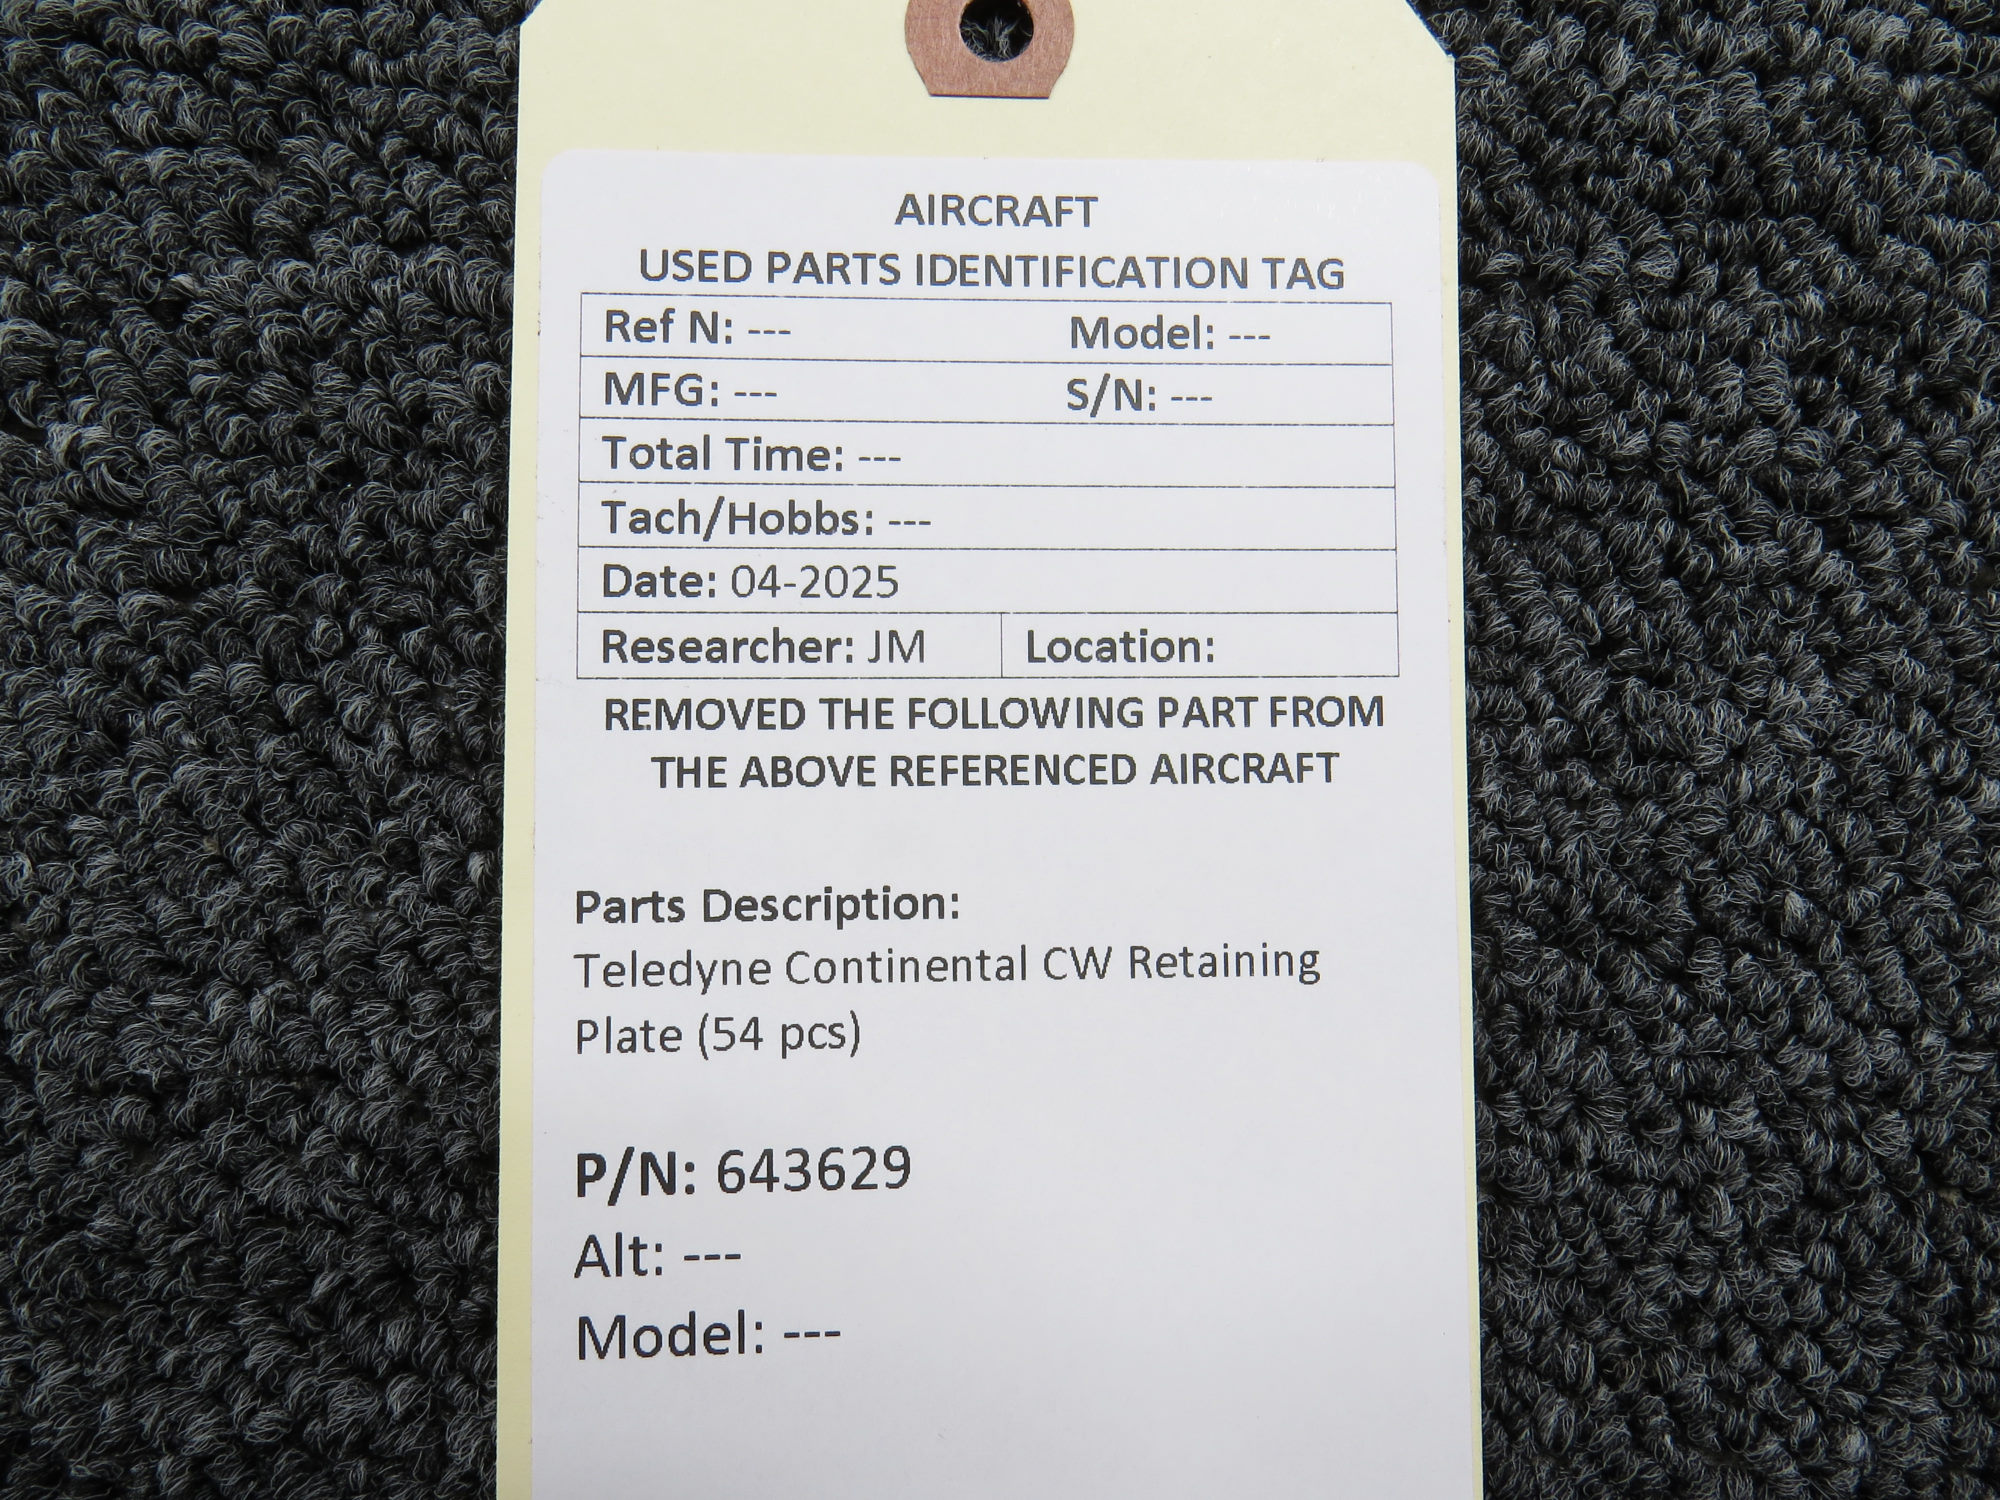 AIRCRAFT
USED PARTS IDENTIFICATION TAG
Ref N: --- Model: ---
MFG: --- S/N: ---
Total Time: ---
Tach/Hobbs: ---
Date: 04-2025
Researcher: JM Location:
REMOVED THE FOLLOWING PART FROM
THE ABOVE REFERENCED AIRCRAFT
Parts Description:
Teledyne Continental CW Retaining
Plate (54 pcs)
P/N: 643629
Alt: ---
Model: ---